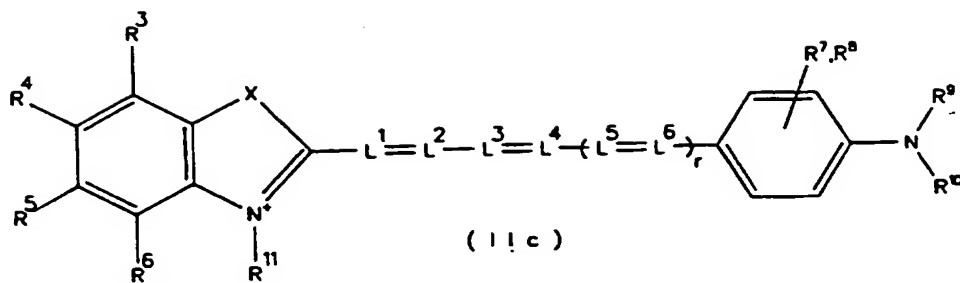 R³
R⁷,R⁸
R⁴
X
R⁹
L¹=L²-L³=L⁴-(L⁵=L⁶)r
N
R⁵
N⁺
R¹⁰
R⁶
R¹¹
(IIc)